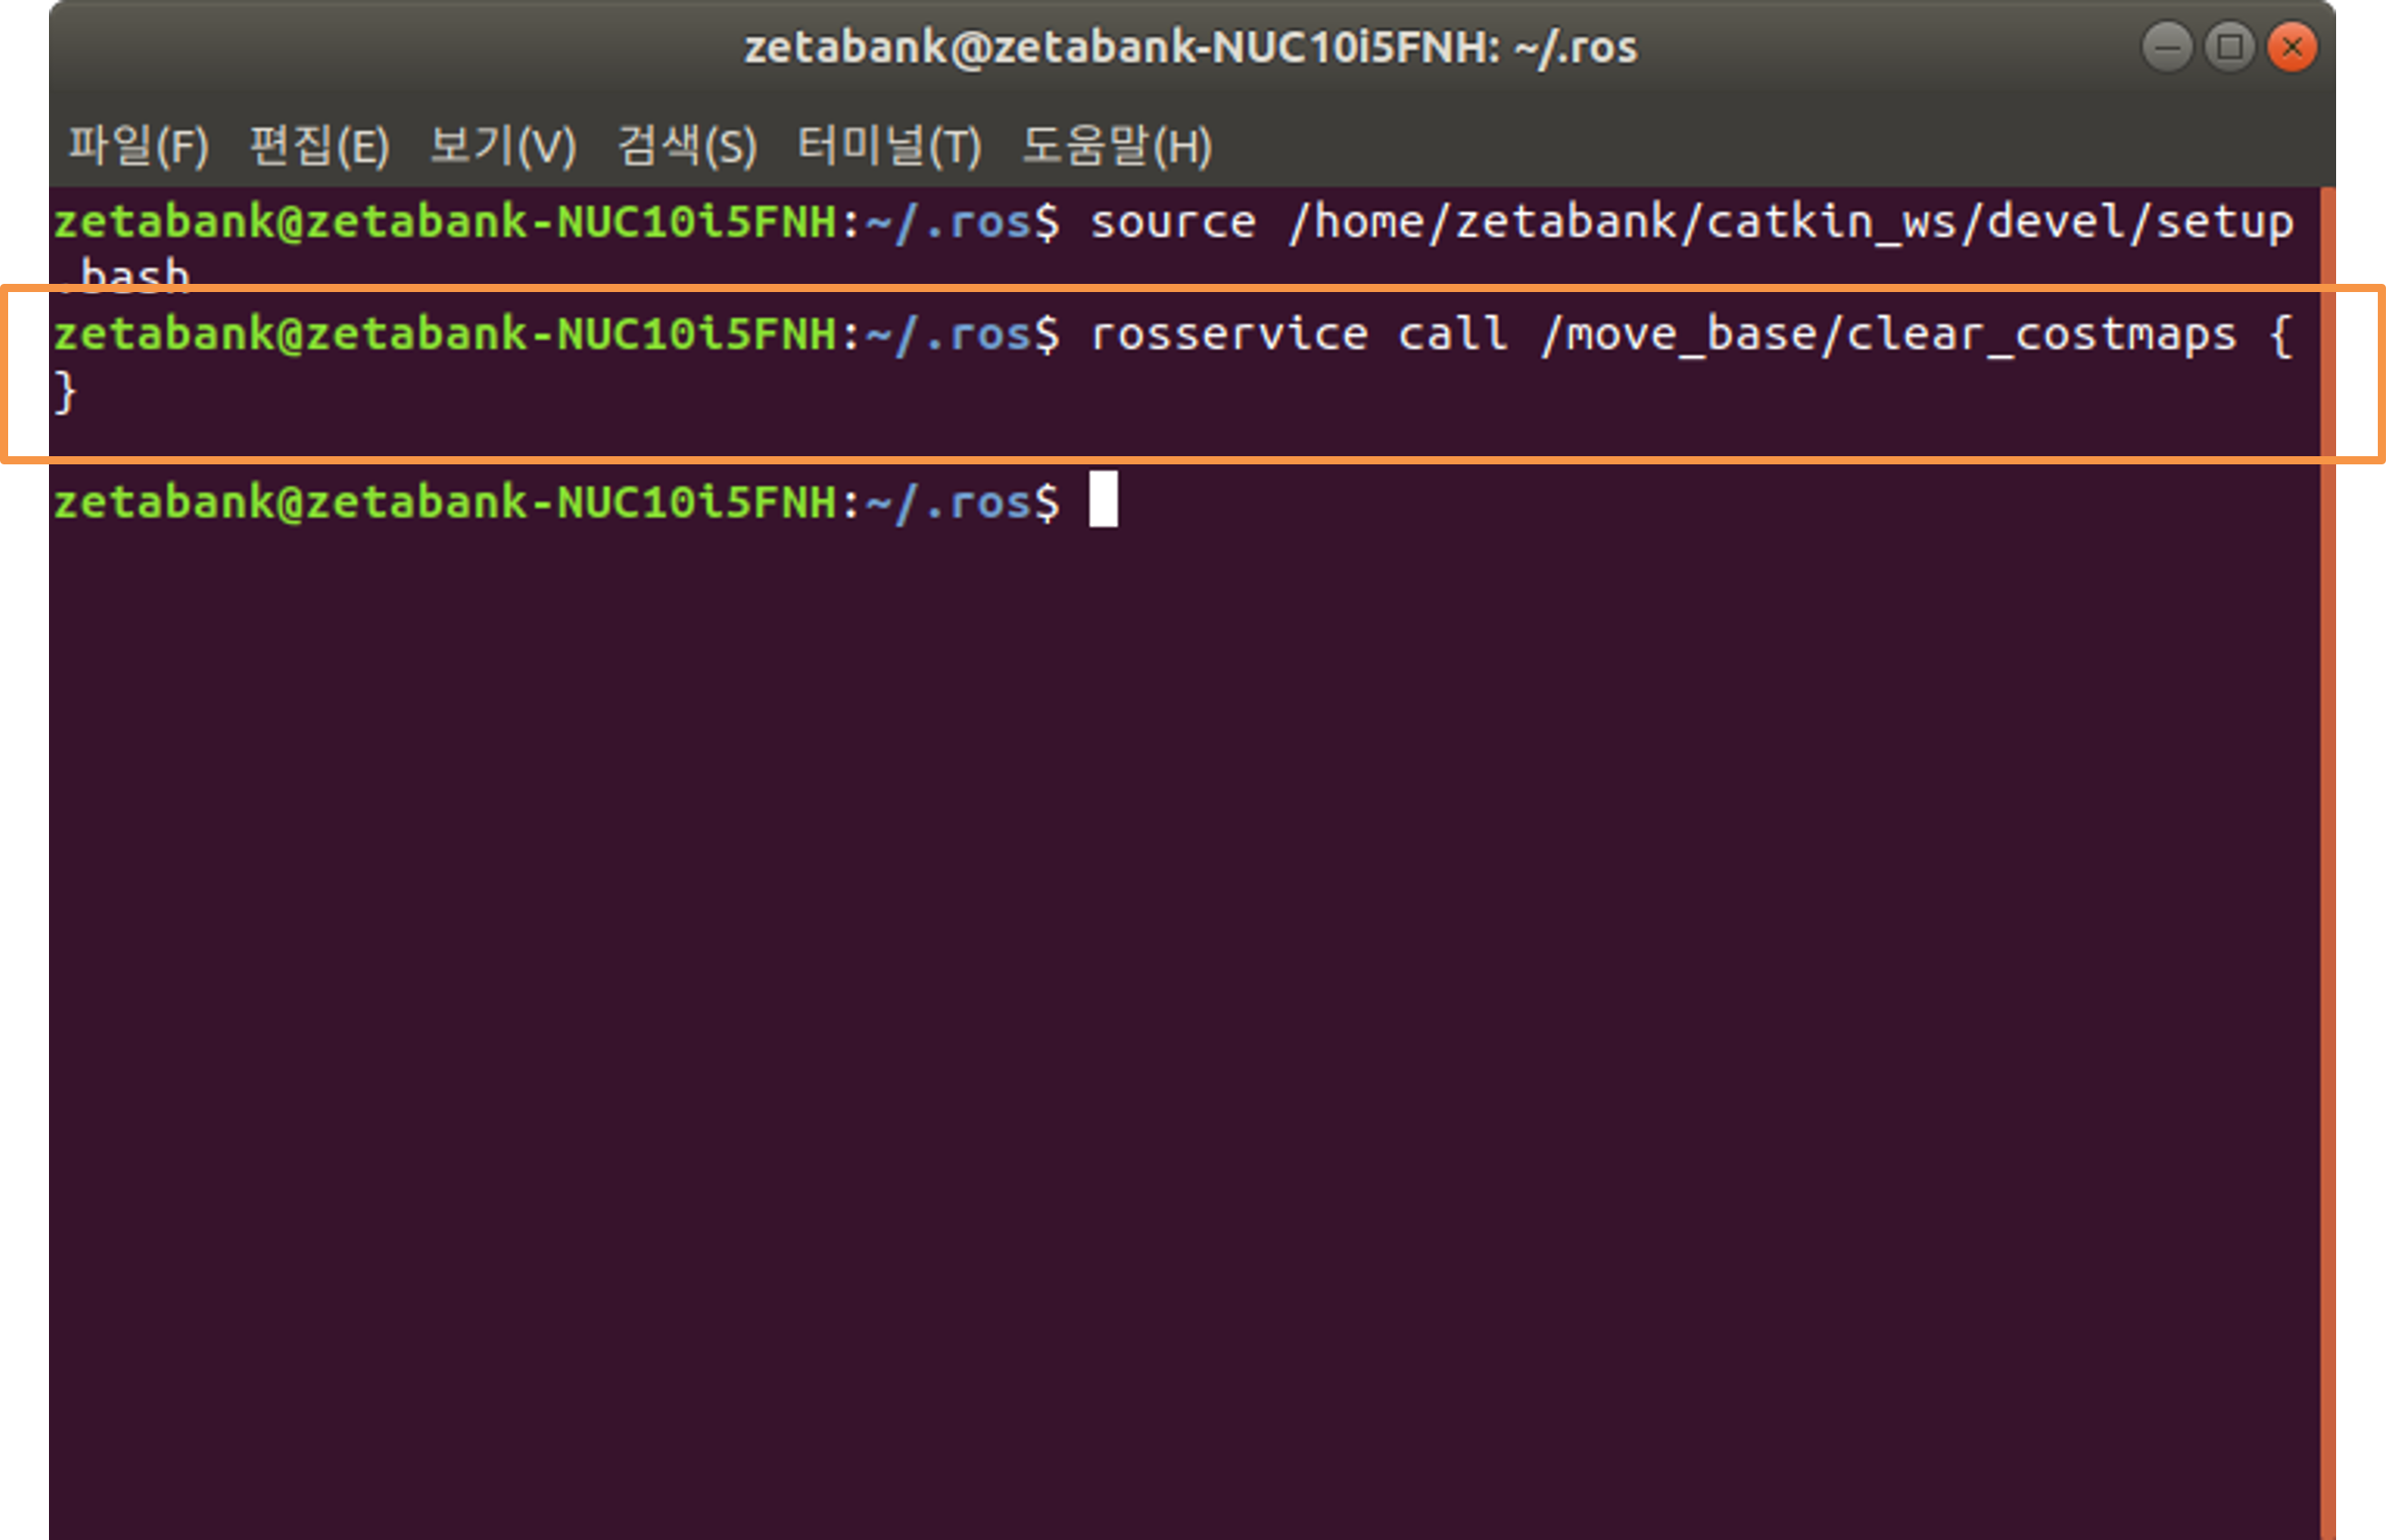 zetabank@zetabank-NUC10i5FNH: ~/.ros
파일(F) 편집(E) 보기(V) 검색(S) 터미널(T) 도움말(H)
zetabank@zetabank-NUC10i5FNH:~/.ros$ source /home/zetabank/catkin_ws/devel/setup
.bash
zetabank@zetabank-NUC10i5FNH:~/.ros$ rosservice call /move_base/clear_costmaps {
}
zetabank@zetabank-NUC10i5FNH:~/.ros$